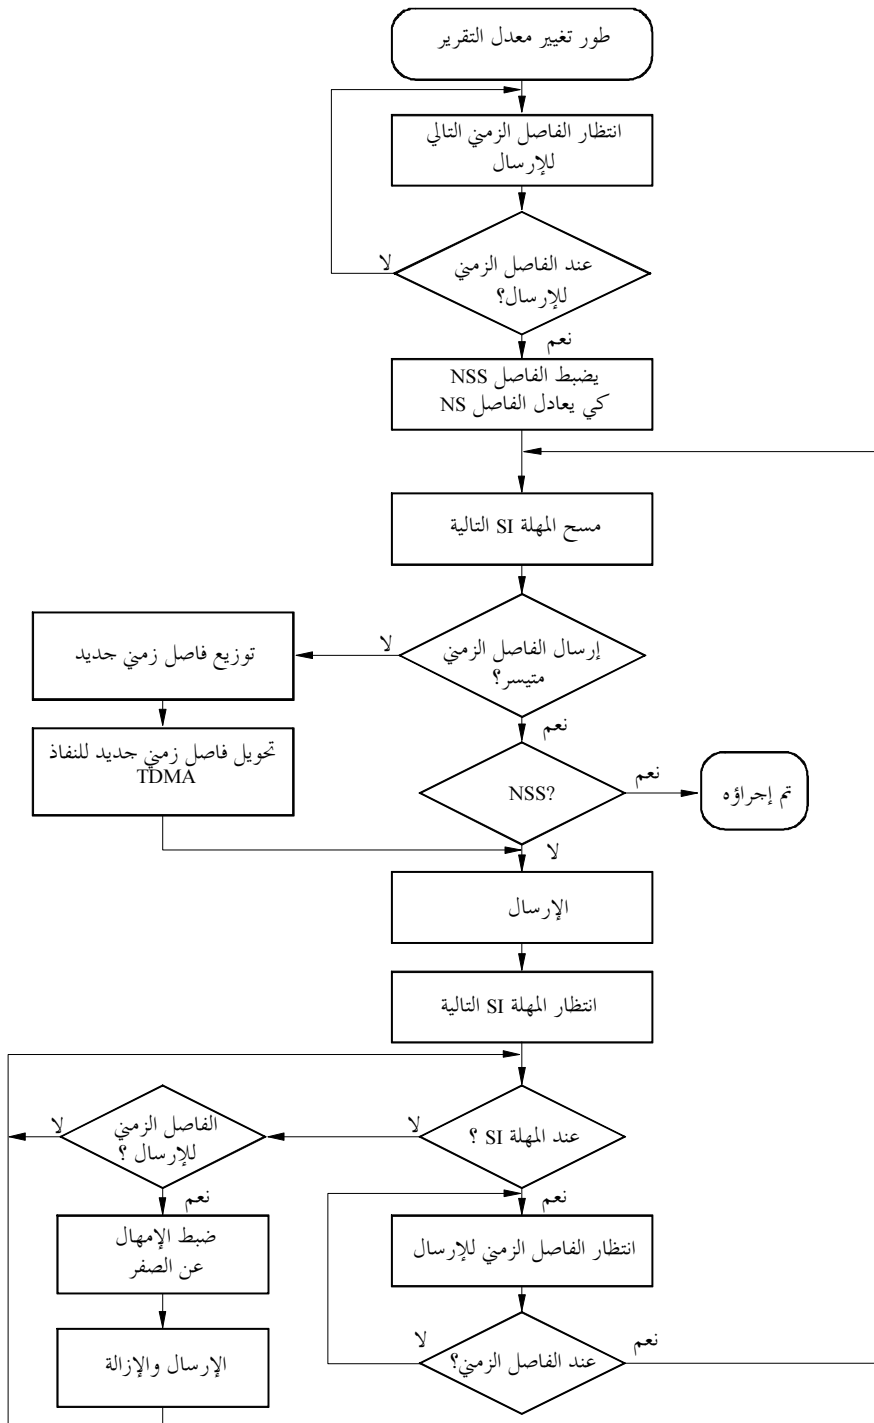 طور تغيير معدل التقرير
انتظار الفاصل الزمني التالي
للإرسال
عند الفاصل الزمني
للإرسال؟
لا
نعم
يضبط الفاصل NSS
كي يعادل الفاصل NS
مسح المهلة SI التالية
إرسال الفاصل الزمني
متيسر؟
لا
توزيع فاصل زمني جديد
نعم
تحويل فاصل زمني جديد للنفاذ
TDMA
NSS?
نعم
تم إجراؤه
لا
الإرسال
انتظار المهلة SI التالية
عند المهلة SI ؟
لا
الفاصل الزمني
للإرسال ؟
لا
نعم
نعم
ضبط الإمهال
عن الصفر
انتظار الفاصل الزمني للإرسال
عند الفاصل الزمني؟
لا
نعم
الإرسال والإزالة